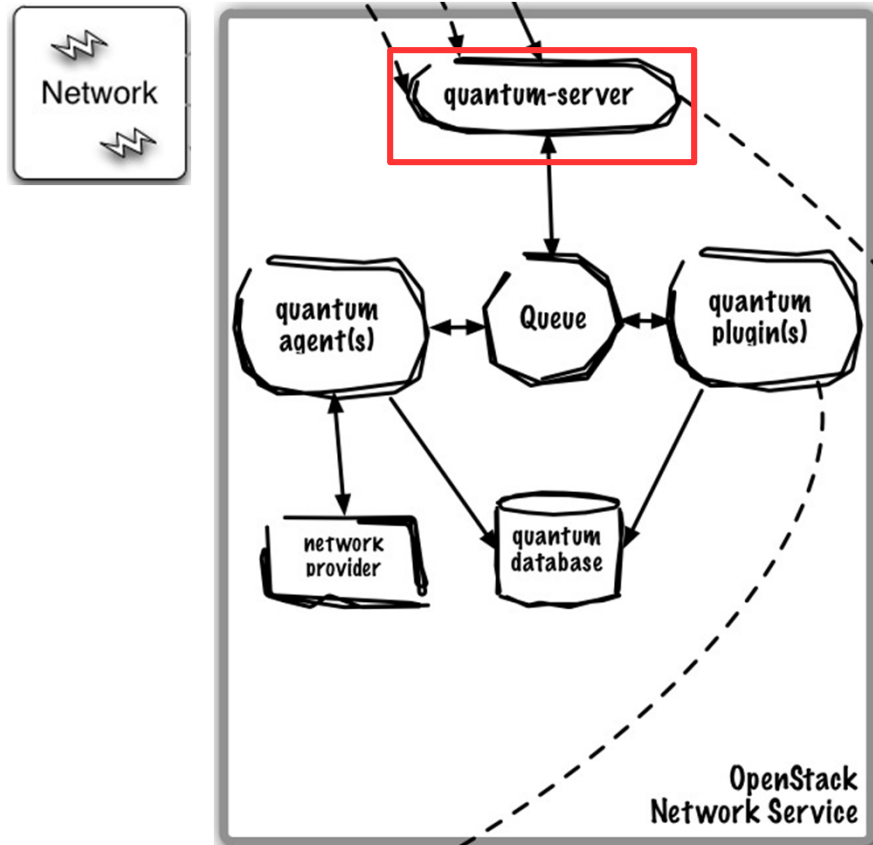 Network
quantum-server
quantum
agent(s)
Queue
quantum
plugin(s)
network
provider
quantum
database
OpenStack
Network Service